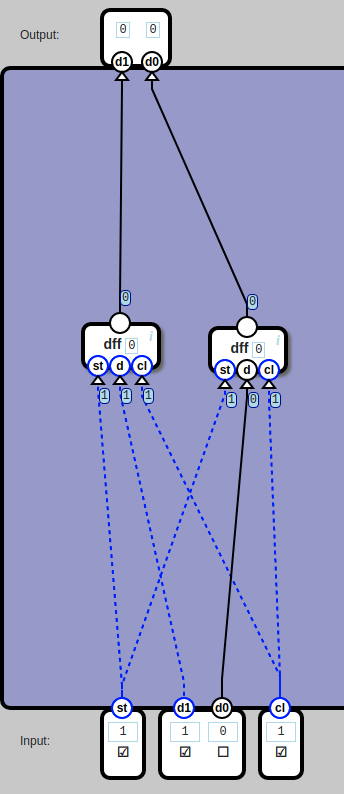 Output:
0 0
d1 d0
0
0
i
dff 0
st d cl
1 1 1
i
dff 0
st d cl
1 0 1
st d1 d0 cl
Input:
1 1 0 1